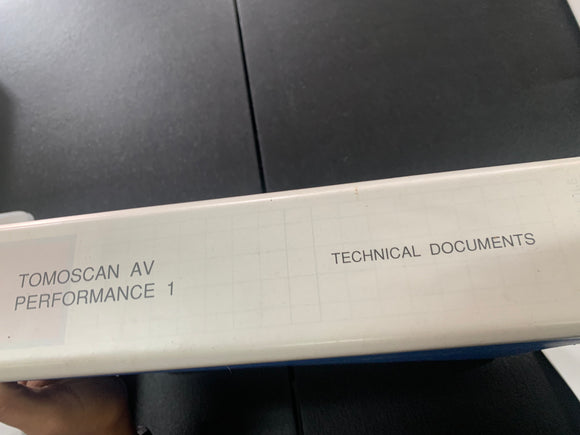 TOMOSCAN AV
PERFORMANCE 1
TECHNICAL DOCUMENTS